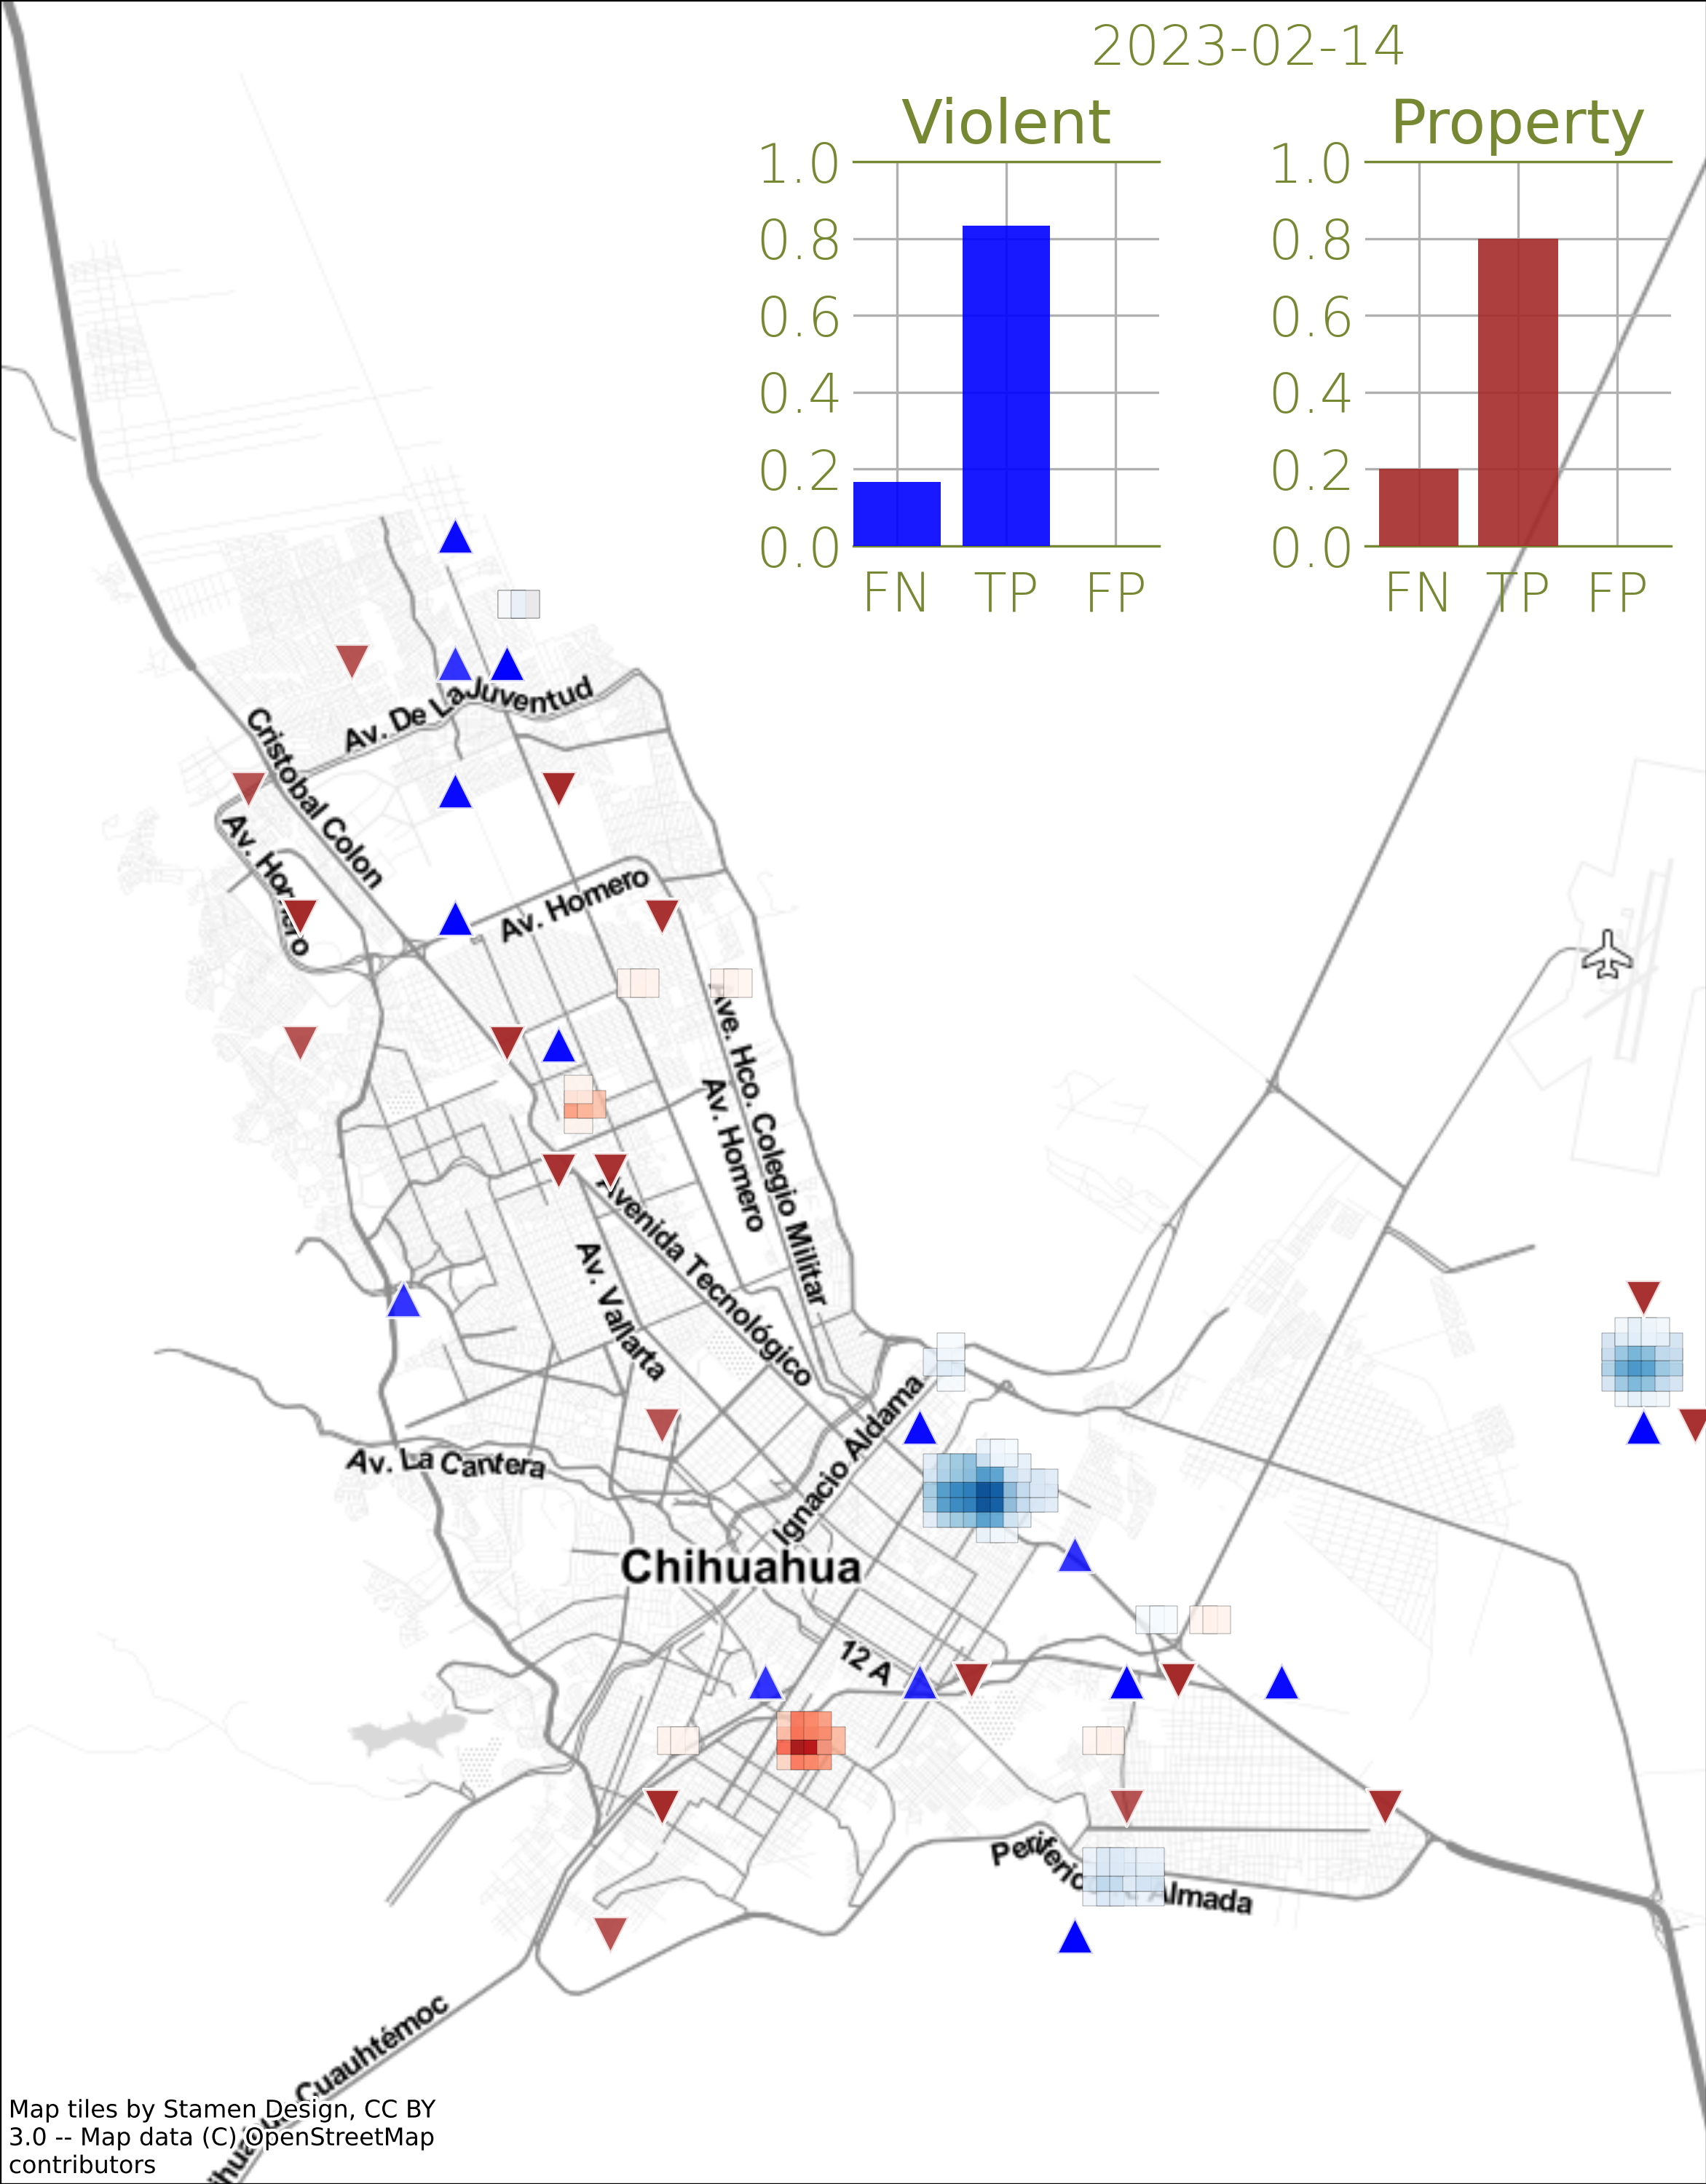 2023-02-14
Violent
Property
1.0
0.8
0.6
0.4
0.2
0.0
FN TP FP
1.0
0.8
0.6
0.4
0.2
0.0
FN TP FP
Av. De La Juventud
Cristobal Colon
Av. Homero
Av. Homero
Ave. Hco. Colegio Militar
Av. Homero
Avenida Tecnológico
Av. Vallarta
Ignacio Aldama
Av. La Cantera
Chihuahua
12 A
Almada
Cuauhtémoc
Map tiles by Stamen Design, CC BY
3.0 -- Map data (C) OpenStreetMap
contributors